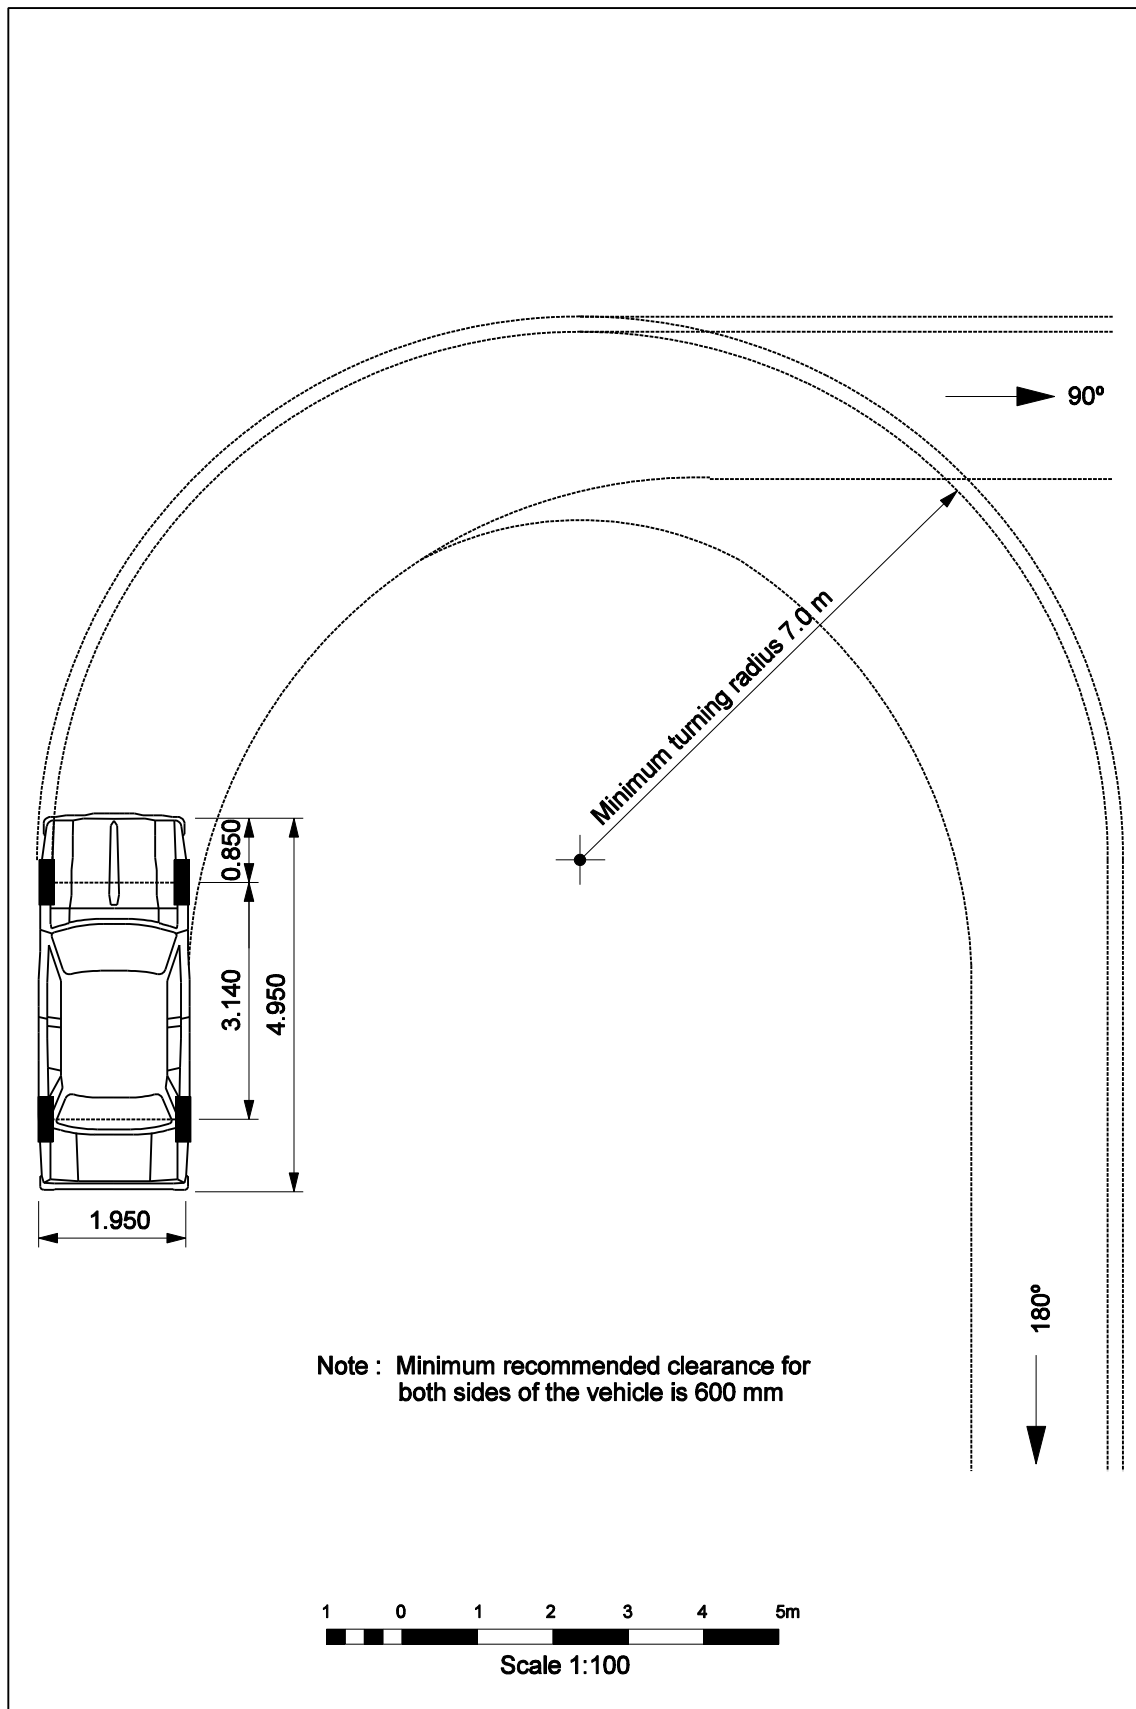 90º
Minimum turning radius 7.0 m
0.850
3.140
4.950
1.950
180º
Note : Minimum recommended clearance for
both sides of the vehicle is 600 mm
1 0 1 2 3 4 5m
Scale 1:100